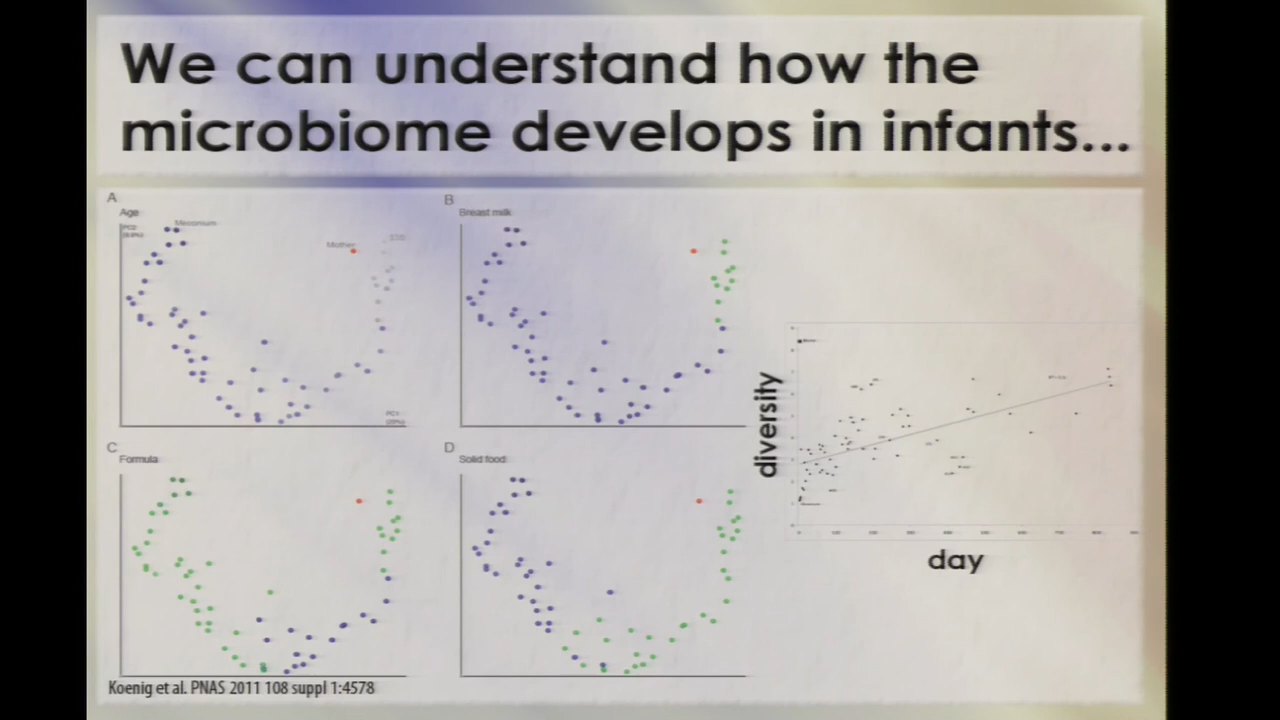 We can understand how the
microbiome develops in infants...
A
Age
Meconium
Mother
PC1
B
Breast milk
C
Formula
D
Solid food
diversity
day
Koenig et al. PNAS 2011 108 suppl 1:4578